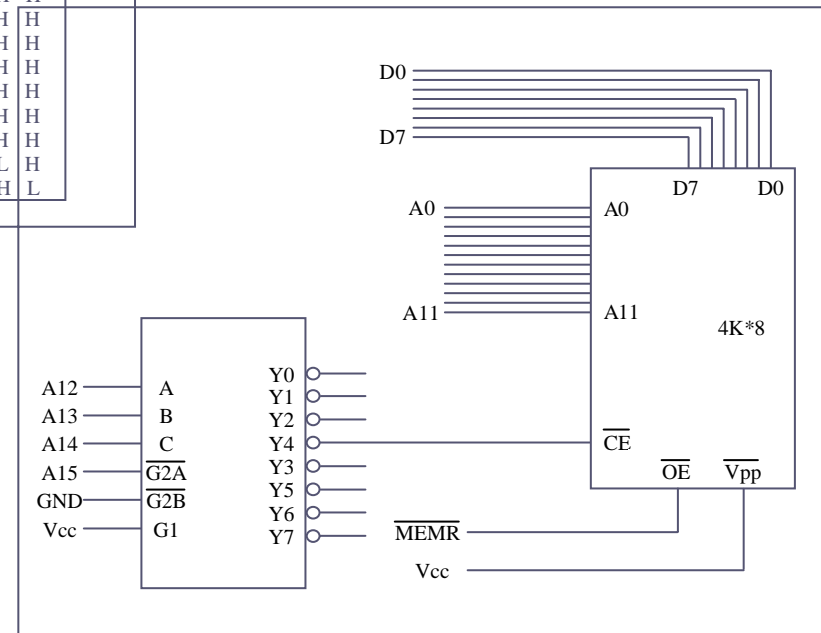 H H
H H
H H
H H
H H
H H
L H
H L
D0
D7
D7 D0
A0 A0
A11 A11
4K*8
Y0
A12 A Y1
A13 B Y2
A14 C Y4 CE
A15 G2A Y3 OE Vpp
GND G2B Y5
Vcc G1 Y6
Y7 MEMR
Vcc